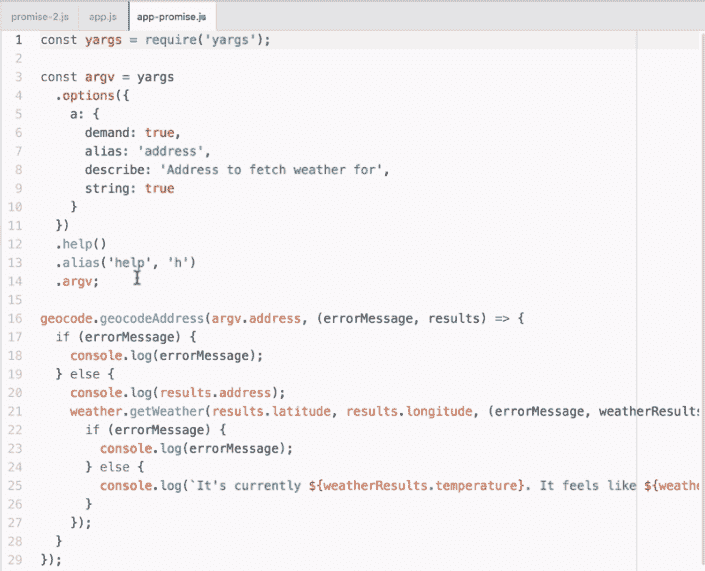 promise-2.js app.js app-promise.js
1 const yargs = require('yargs');
2
3 const argv = yargs
4 .options({
5 a: {
6 demand: true,
7 alias: 'address',
8 describe: 'Address to fetch weather for',
9 string: true
10 }
11 })
12 .help()
13 .alias('help', 'h')
14 .argv;
15
16 geocode.geocodeAddress(argv.address, (errorMessage, results) => {
17 if (errorMessage) {
18 console.log(errorMessage);
19 } else {
20 console.log(results.address);
21 weather.getWeather(results.latitude, results.longitude, (errorMessage, weatherResults
22 if (errorMessage) {
23 console.log(errorMessage);
24 } else {
25 console.log(`It's currently ${weatherResults.temperature}. It feels like ${weathe
26 }
27 });
28 }
29 });